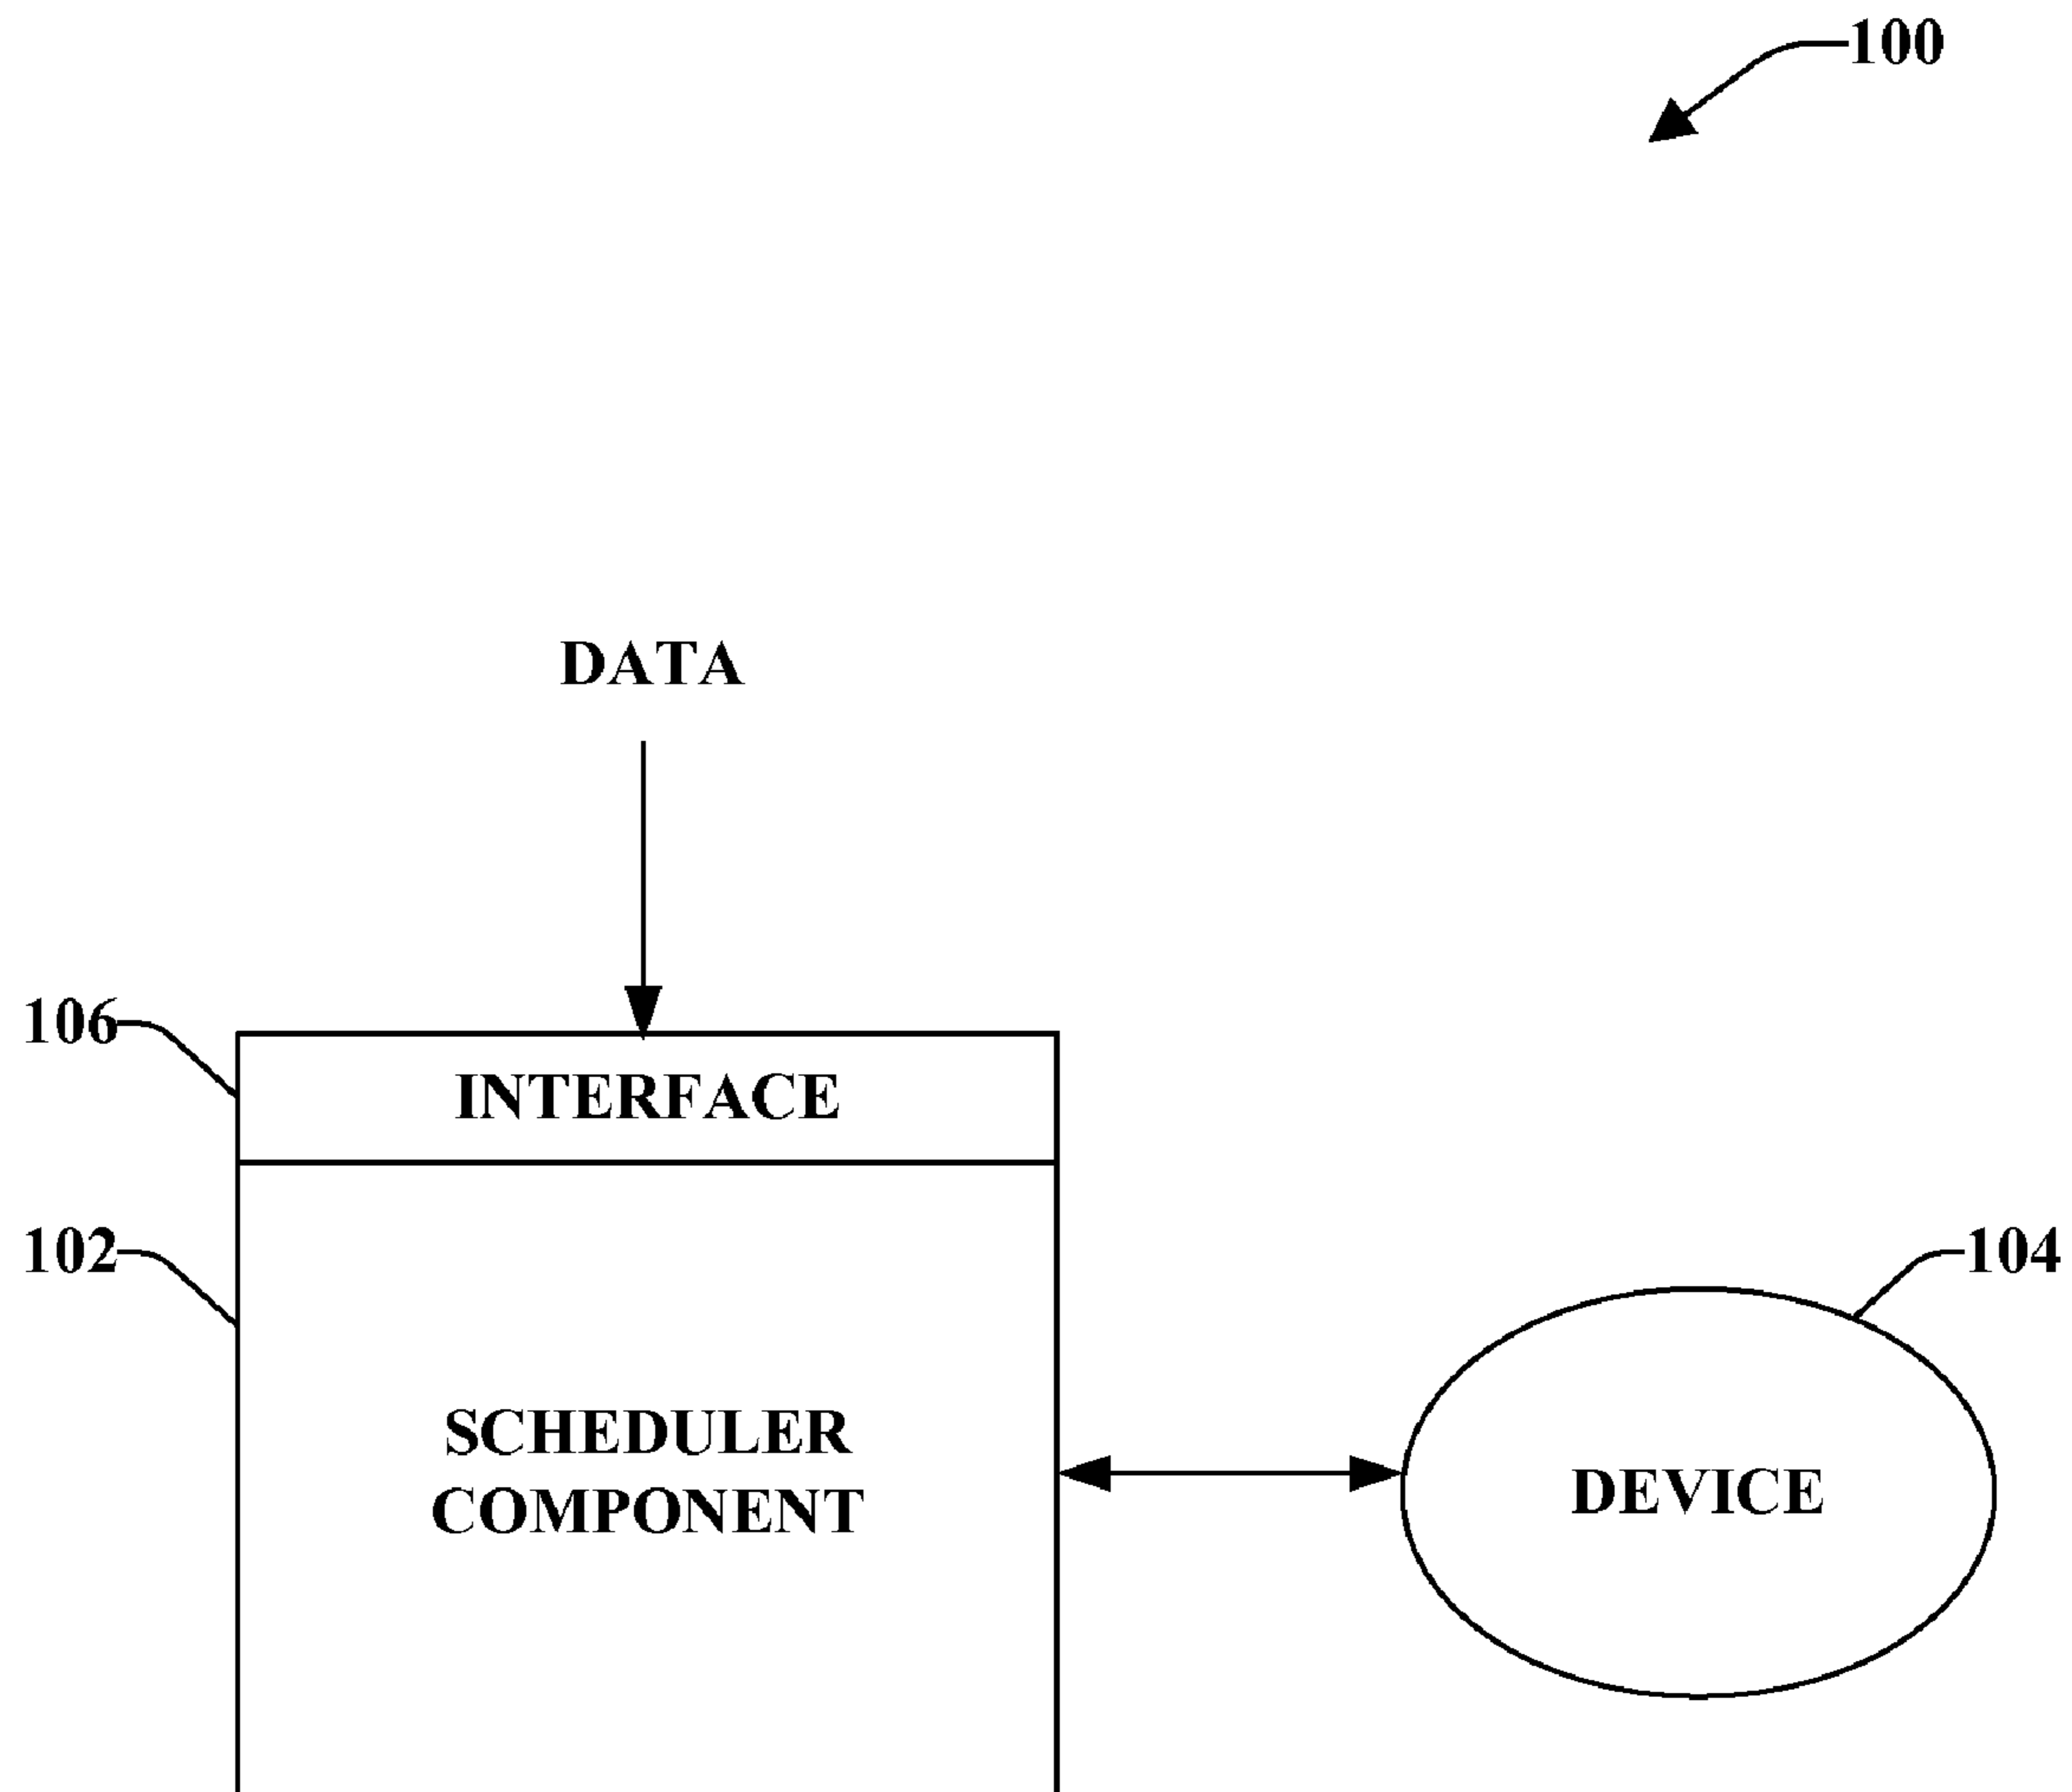 100
DATA
106
INTERFACE
102
104
SCHEDULER
COMPONENT
DEVICE